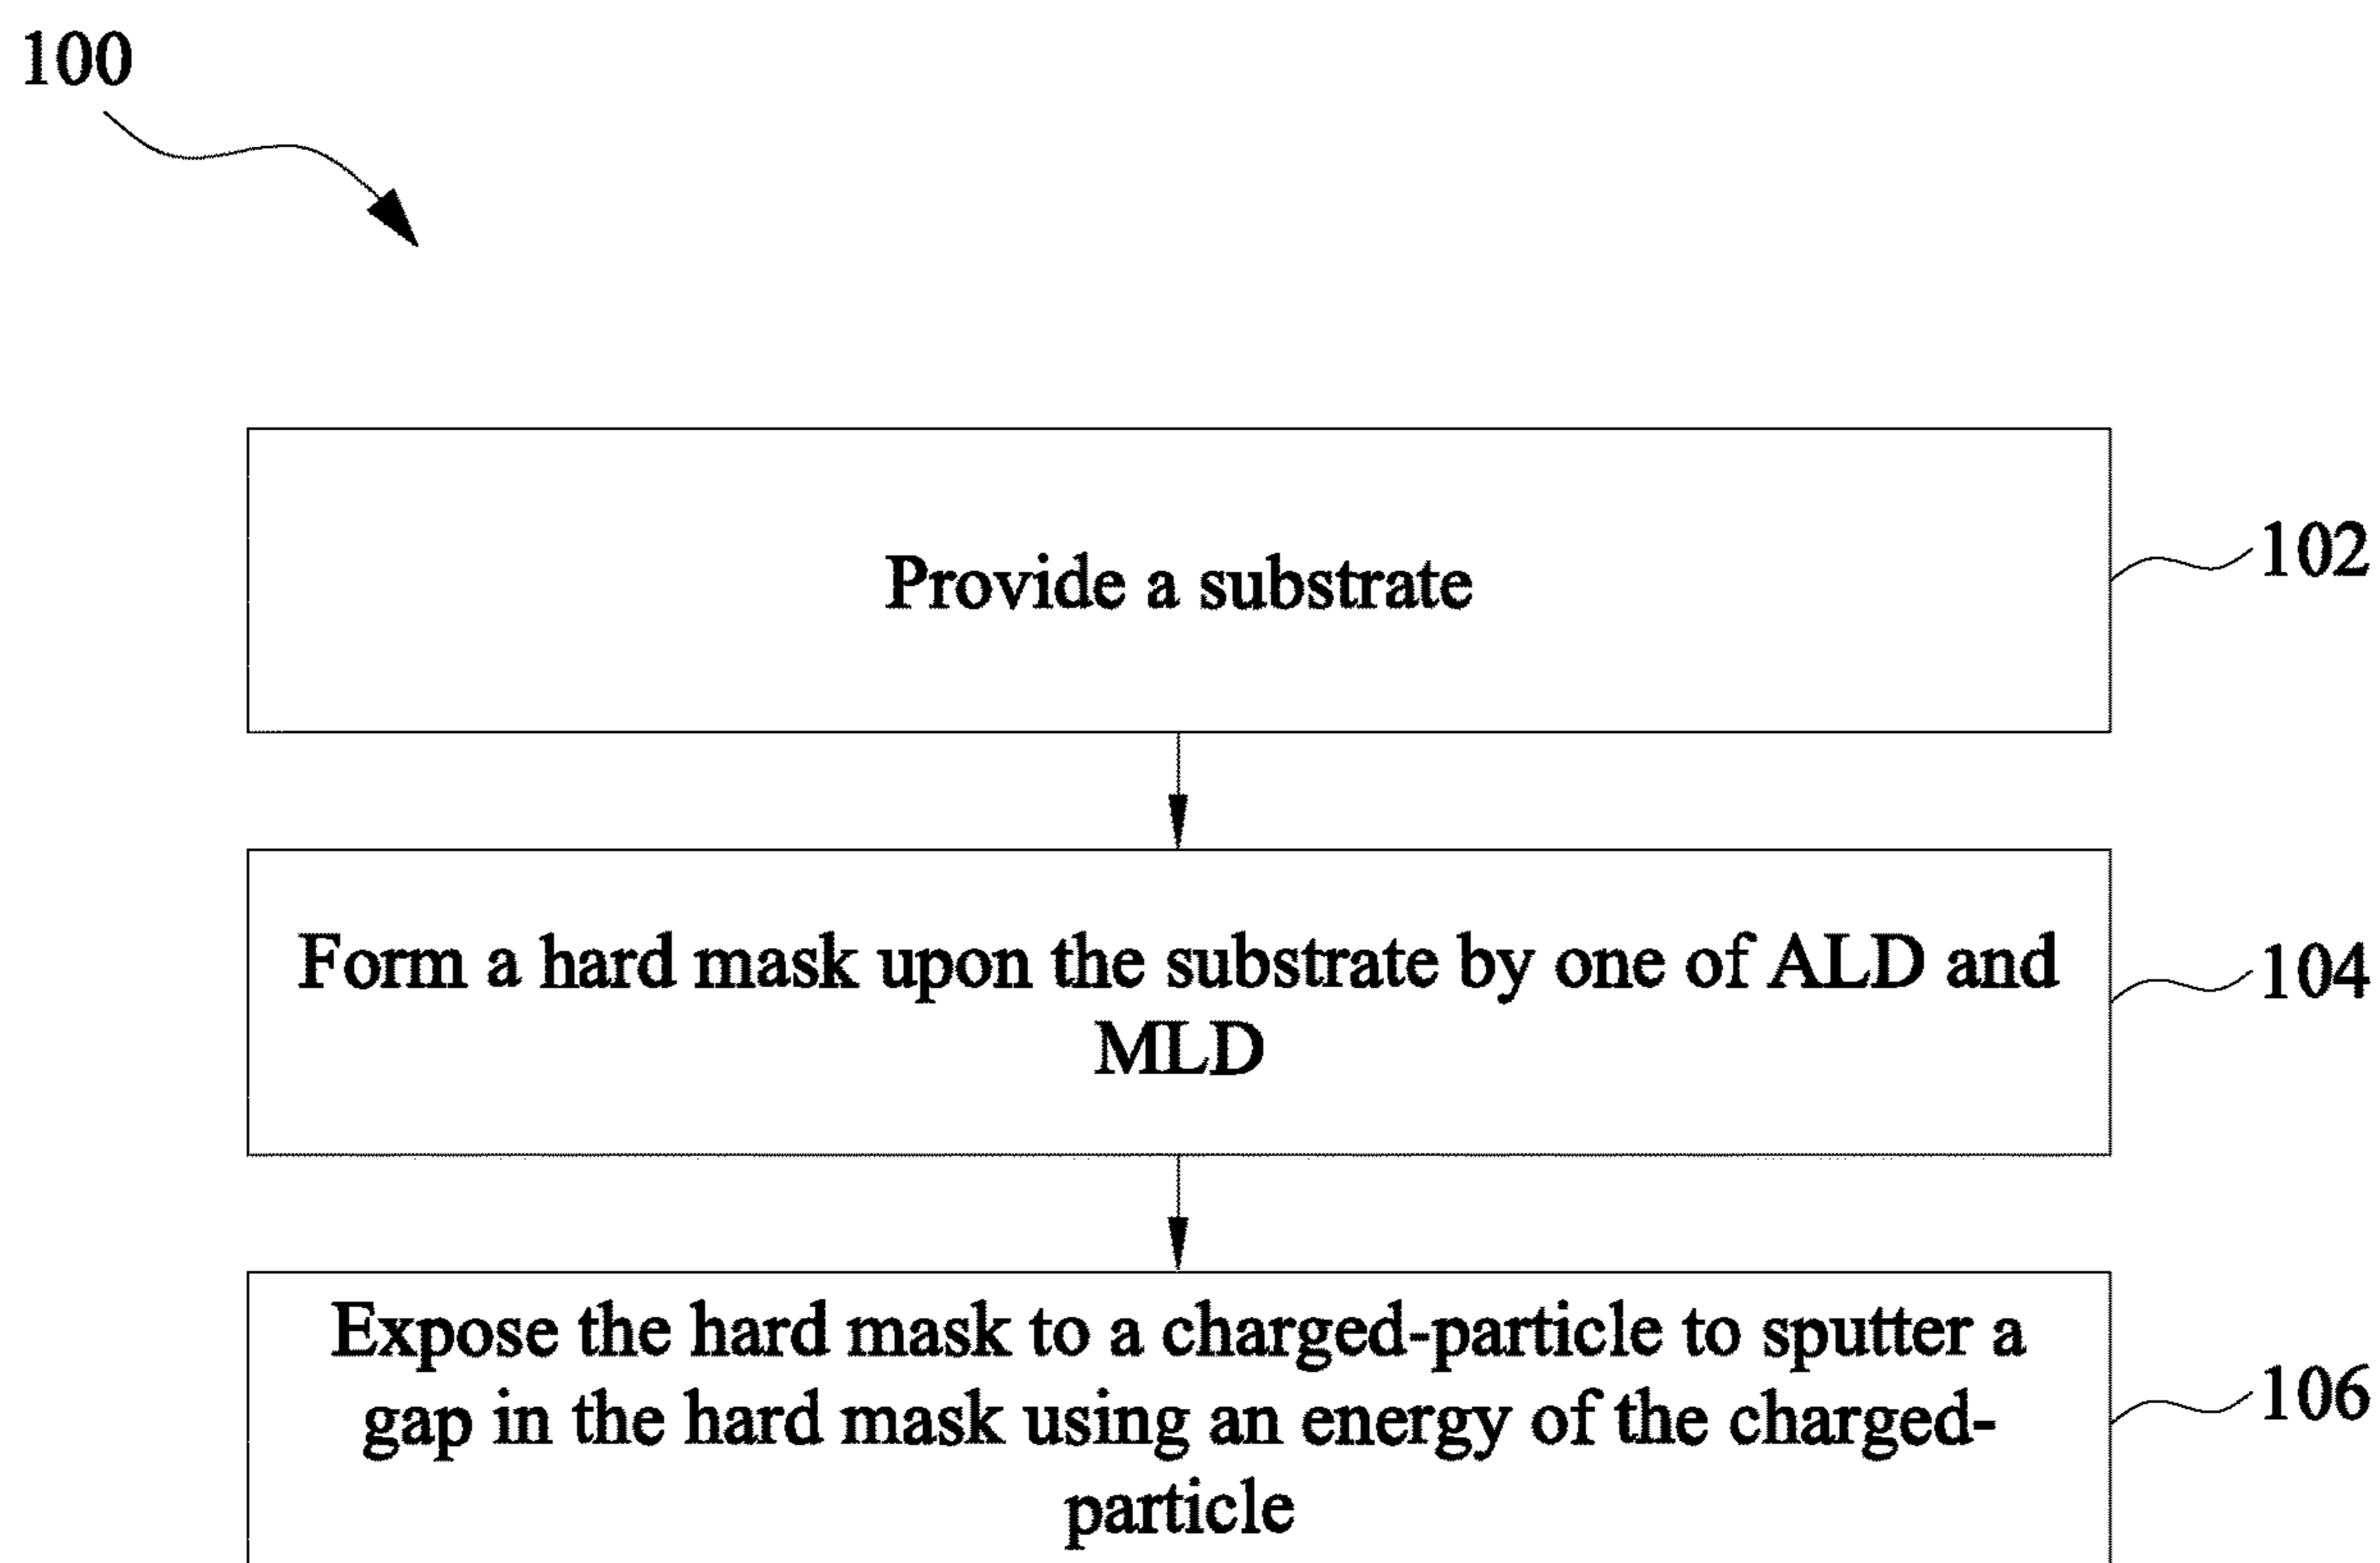 100
Provide a substrate
102
Form a hard mask upon the substrate by one of ALD and
MLD
104
Expose the hard mask to a charged-particle to sputter a
gap in the hard mask using an energy of the charged-
particle
106